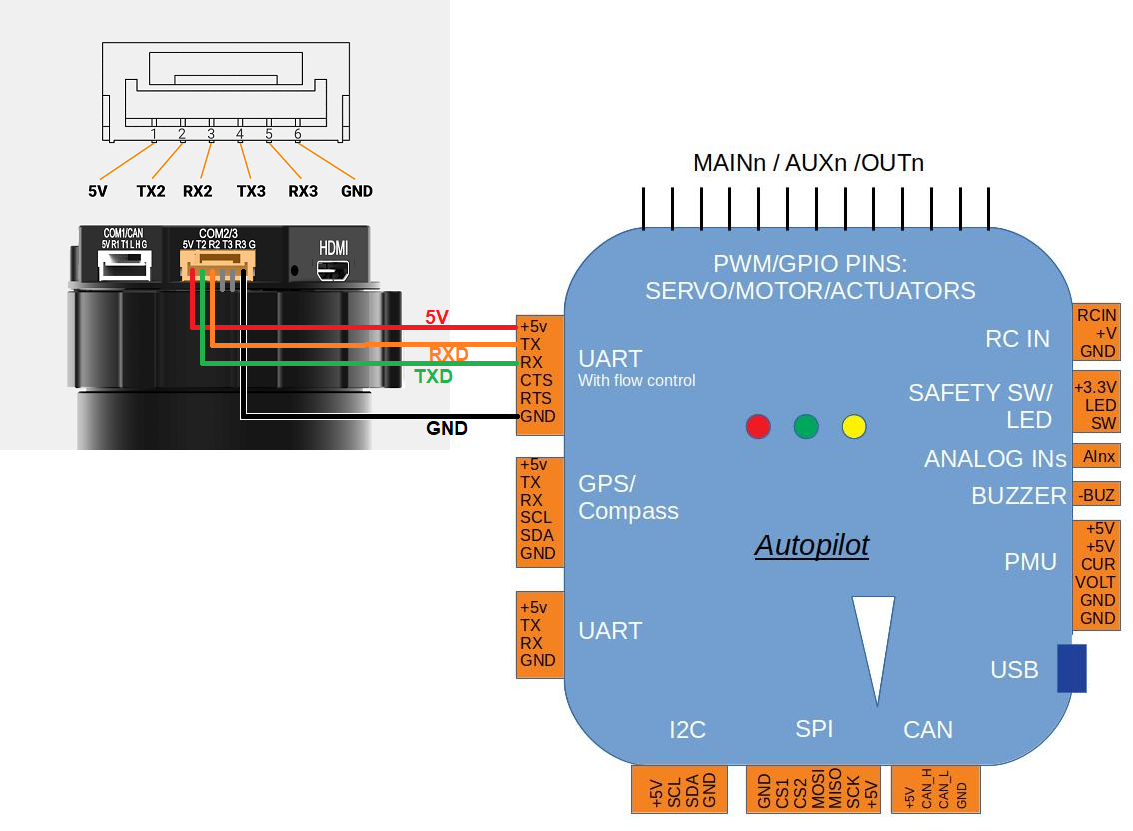 1 2 3 4 5 6
5V TX2 RX2 TX3 RX3 GND
COM1/CAN
5V R1 T1 L H G
COM2/3
5V T2 R2 T3 R3 G
HDMI
5V
RXD
TXD
GND
MAINn / AUXn /OUTn
PWM/GPIO PINS:
SERVO/MOTOR/ACTUATORS
+5v
TX
RX
CTS
RTS
GND
UART
With flow control
+5v
TX
RX
SCL
SDA
GND
GPS/
Compass
+5v
TX
RX
GND
UART
Autopilot
RC IN
RCIN
+V
GND
SAFETY SW/
LED
+3.3V
LED
SW
ANALOG INs
AInx
BUZZER
-BUZ
PMU
+5V
+5V
CUR
VOLT
GND
GND
USB
I2C
SPI
CAN
+5V
SCL
SDA
GND
GND
CS1
CS2
MOSI
MISO
SCK
+5V
+5V
CAN_H
CAN_L
GND